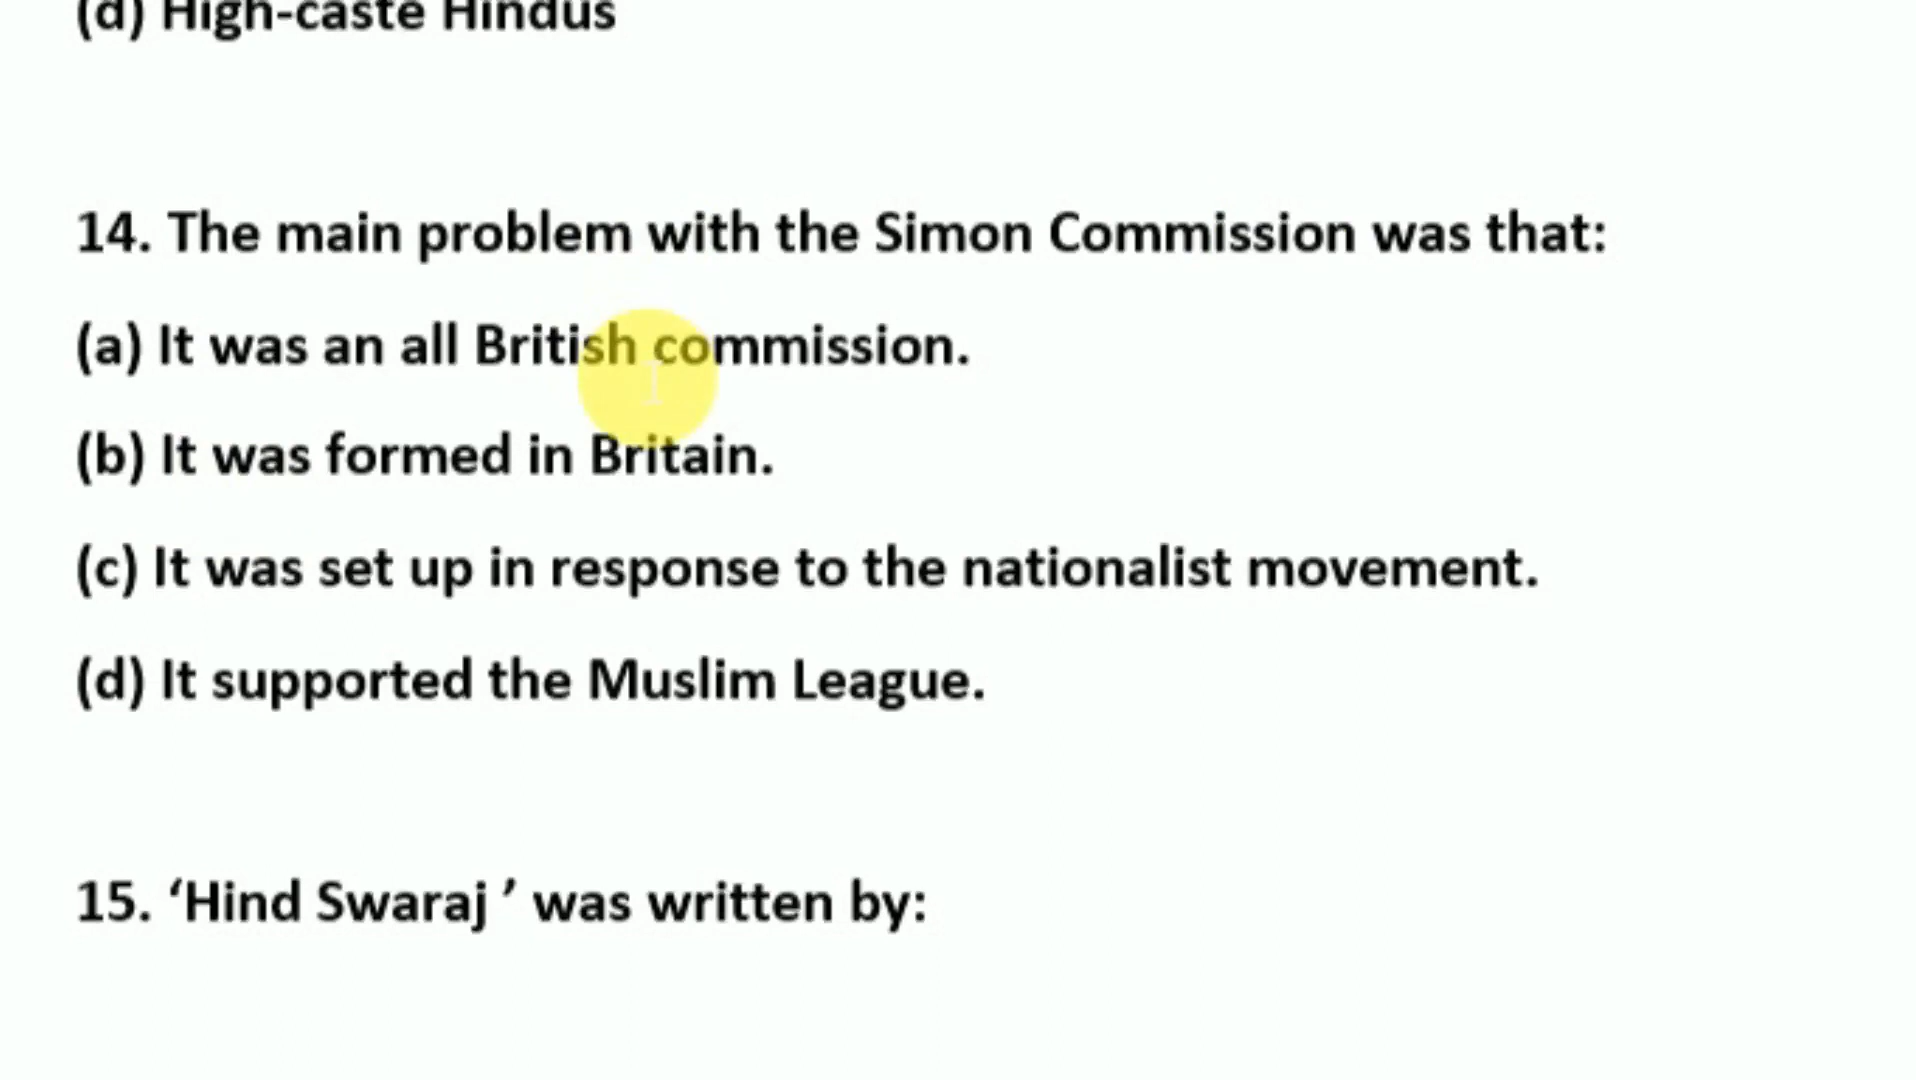 (d) High-caste Hindus
14. The main problem with the Simon Commission was that:
(a) It was an all British commission.
(b) It was formed in Britain.
(c) It was set up in response to the nationalist movement.
(d) It supported the Muslim League.
15. ‘Hind Swaraj ’ was written by: